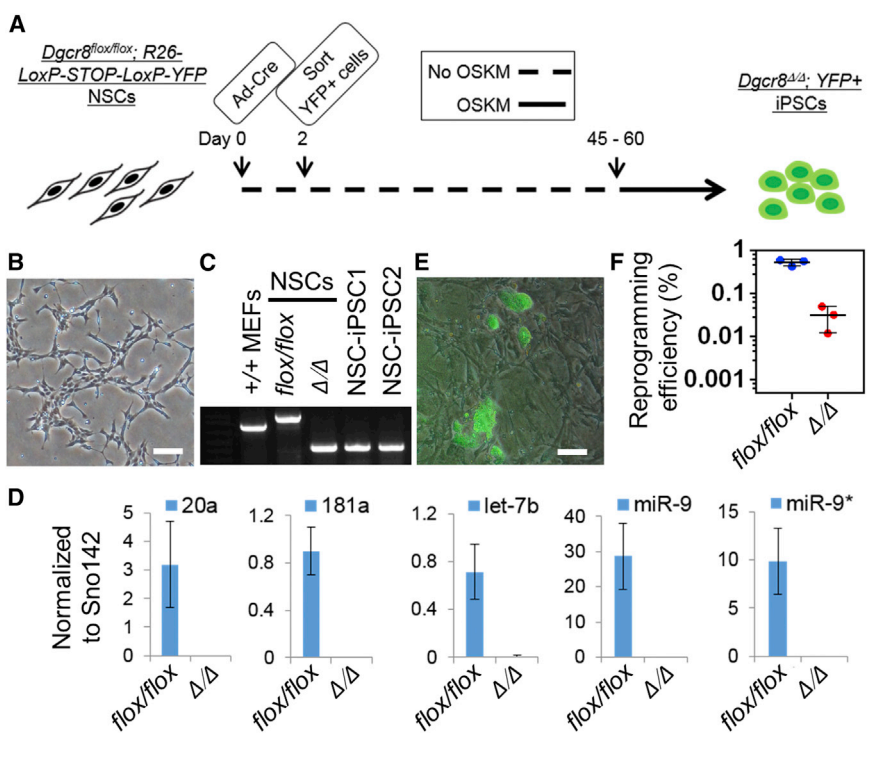 A
Dgcr8flox/flox; R26-
LoxP-STOP-LoxP-YFP
NSCs
Ad-Cre
Sort
YFP+ cells
No OSKM
OSKM
Dgcr8Δ/Δ; YFP+
iPSCs
Day 0
2
45 - 60
B
C
NSCs
+/+ MEFs
flox/flox
Δ/Δ
NSC-iPSC1
NSC-iPSC2
E
F
Reprogramming
efficiency (%)
1
0.1
0.01
0.001
flox/flox
Δ/Δ
D
Normalized
to Sno142
20a
5
4
3
2
1
0
flox/flox
Δ/Δ
181a
1.2
0.8
0.4
0
flox/flox
Δ/Δ
let-7b
1.2
0.8
0.4
0
flox/flox
Δ/Δ
miR-9
40
30
20
10
0
flox/flox
Δ/Δ
miR-9*
15
10
5
0
flox/flox
Δ/Δ